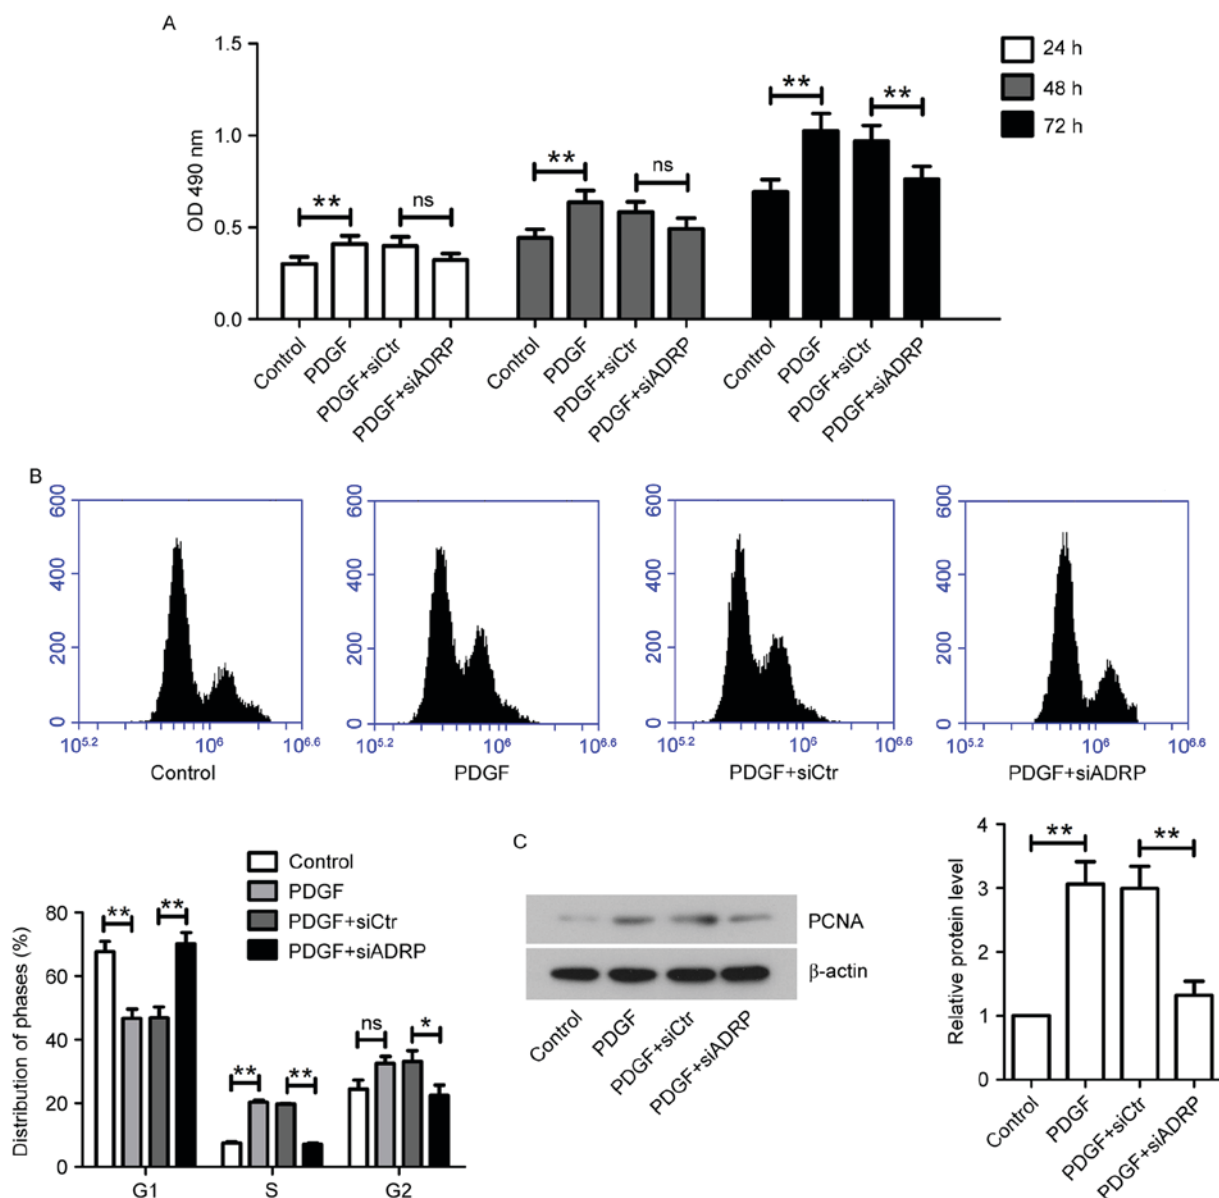 A
1.5
1.0
0.5
0.0
OD 490 nm
**
ns
**
ns
**
**
24 h
48 h
72 h
Control
PDGF
PDGF+siCtr
PDGF+siADRP
Control
PDGF
PDGF+siCtr
PDGF+siADRP
Control
PDGF
PDGF+siCtr
PDGF+siADRP
B
600
400
200
0
10^5.2
10^6
10^6.6
Control
600
400
200
0
10^5.2
10^6
10^6.6
PDGF
600
400
200
0
10^5.2
10^6
10^6.6
PDGF+siCtr
600
400
200
0
10^5.2
10^6
10^6.6
PDGF+siADRP
Control
PDGF
PDGF+siCtr
PDGF+siADRP
Distribution of phases (%)
80
60
40
20
0
**
**
**
**
ns
*
G1
S
G2
C
PCNA
β-actin
Control
PDGF
PDGF+siCtr
PDGF+siADRP
Relative protein level
4
3
2
1
0
**
**
Control
PDGF
PDGF+siCtr
PDGF+siADRP